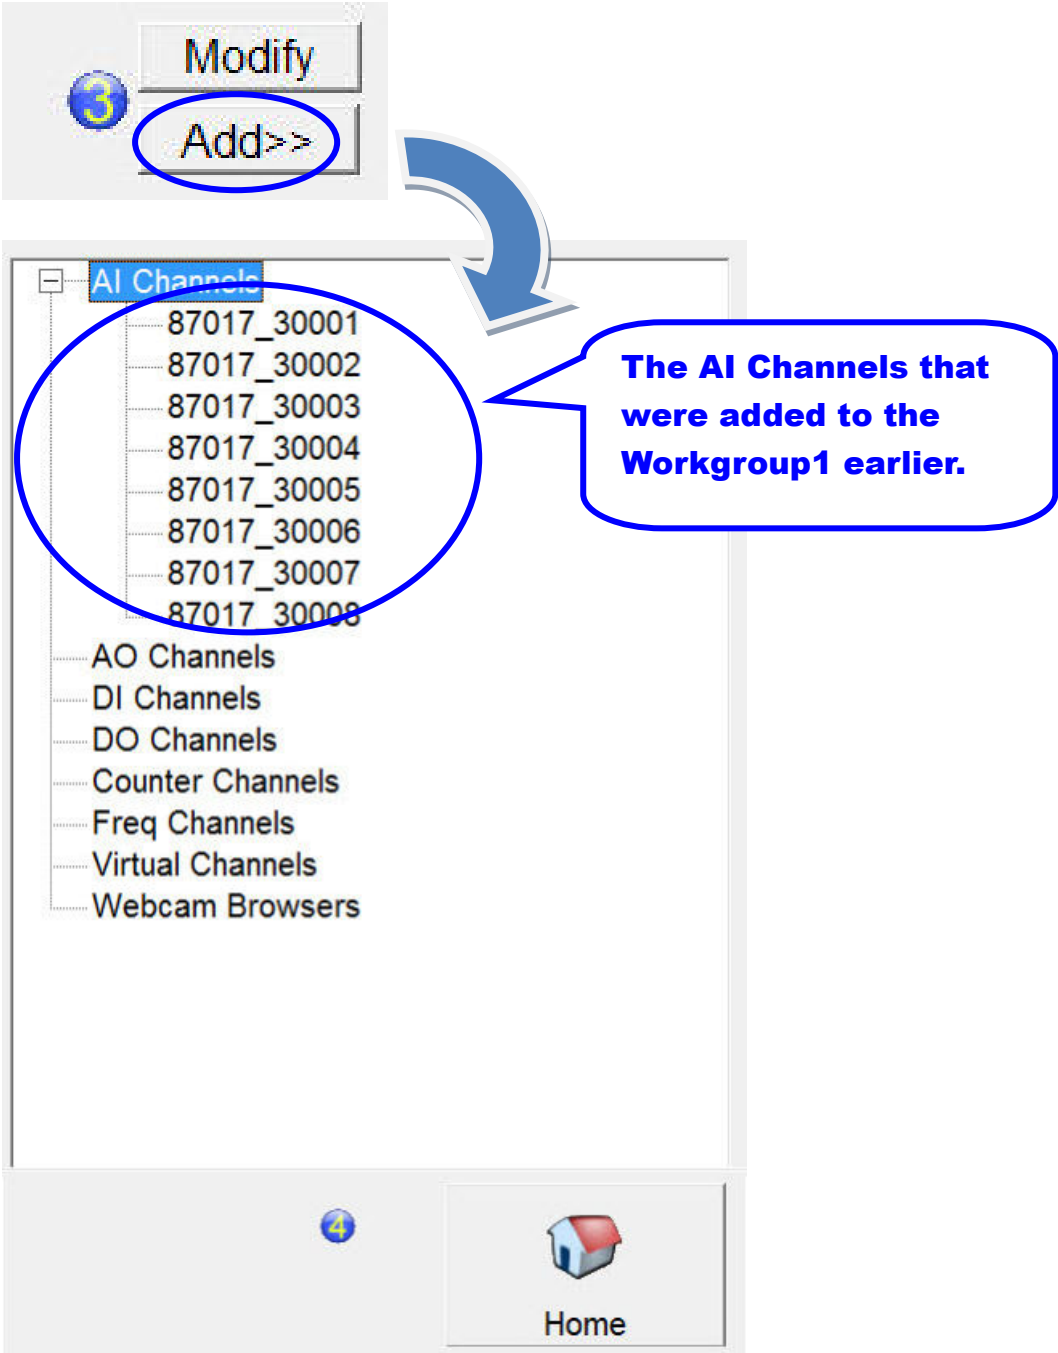 Modify
3
Add>>
AI Channels
87017_30001
87017_30002
87017_30003
87017_30004
87017_30005
87017_30006
87017_30007
87017_30008
The AI Channels that
were added to the
Workgroup1 earlier.
AO Channels
DI Channels
DO Channels
Counter Channels
Freq Channels
Virtual Channels
Webcam Browsers
4
Home